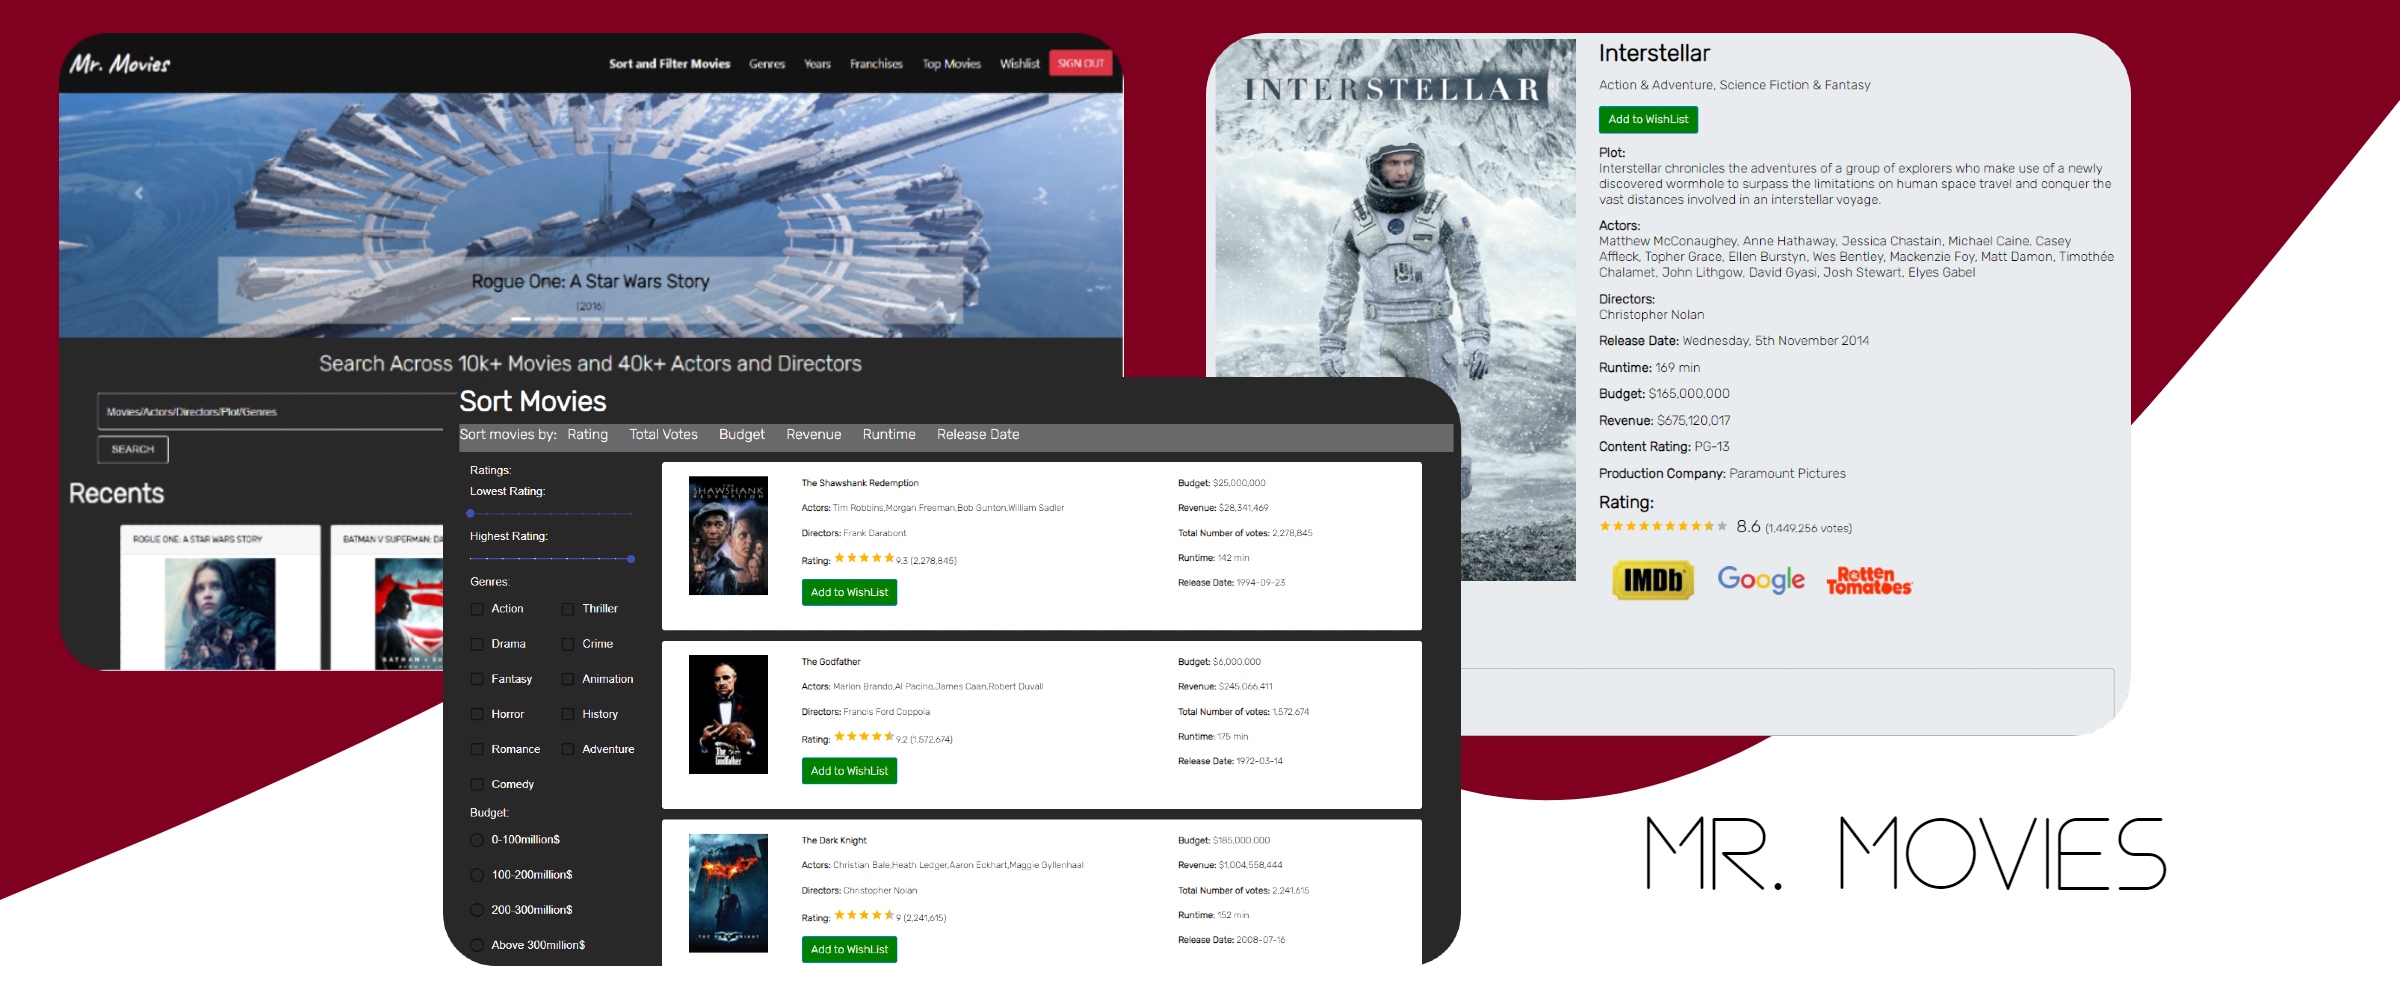 Mr. Movies
Sort and Filter Movies Genres Years Franchises Top Movies Wishlist SIGN OUT
Rogue One: A Star Wars Story
(2016)
Search Across 10k+ Movies and 40k+ Actors and Directors
Movies/Actors/Directors/Plot/Genres
SEARCH
Recents
ROGUE ONE: A STAR WARS STORY
BATMAN V SUPERMAN: DA
Sort Movies
Sort movies by: Rating Total Votes Budget Revenue Runtime Release Date
Ratings:
Lowest Rating:
Highest Rating:
Genres:
Action Thriller
Drama Crime
Fantasy Animation
Horror History
Romance Adventure
Comedy
Budget:
0-100million$
100-200million$
200-300million$
Above 300million$
SHAWSHANK
REDEMPTION
The Shawshank Redemption
Actors: Tim Robbins,Morgan Freeman,Bob Gunton,William Sadler
Directors: Frank Darabont
Rating: 9.3 (2,278,845)
Add to WishList
Budget: $25,000,000
Revenue: $28,341,469
Total Number of votes: 2,278,845
Runtime: 142 min
Release Date: 1994-09-23
The
Godfather
The Godfather
Actors: Marlon Brando,Al Pacino,James Caan,Robert Duvall
Directors: Francis Ford Coppola
Rating: 9.2 (1,572,674)
Add to WishList
Budget: $6,000,000
Revenue: $245,066,411
Total Number of votes: 1,572,674
Runtime: 175 min
Release Date: 1972-03-14
THE DARK KNIGHT
The Dark Knight
Actors: Christian Bale,Heath Ledger,Aaron Eckhart,Maggie Gyllenhaal
Directors: Christopher Nolan
Rating: 9 (2,241,615)
Add to WishList
Budget: $185,000,000
Revenue: $1,004,558,444
Total Number of votes: 2,241,615
Runtime: 152 min
Release Date: 2008-07-16
INTERSTELLAR
Interstellar
Action & Adventure, Science Fiction & Fantasy
Add to WishList
Plot:
Interstellar chronicles the adventures of a group of explorers who make use of a newly
discovered wormhole to surpass the limitations on human space travel and conquer the
vast distances involved in an interstellar voyage.
Actors:
Matthew McConaughey, Anne Hathaway, Jessica Chastain, Michael Caine, Casey
Affleck, Topher Grace, Ellen Burstyn, Wes Bentley, Mackenzie Foy, Matt Damon, Timothée
Chalamet, John Lithgow, David Gyasi, Josh Stewart, Elyes Gabel
Directors:
Christopher Nolan
Release Date: Wednesday, 5th November 2014
Runtime: 169 min
Budget: $165,000,000
Revenue: $675,120,017
Content Rating: PG-13
Production Company: Paramount Pictures
Rating:
8.6 (1,449,256 votes)
IMDb Google Rotten
Tomatoes
MR. MOVIES